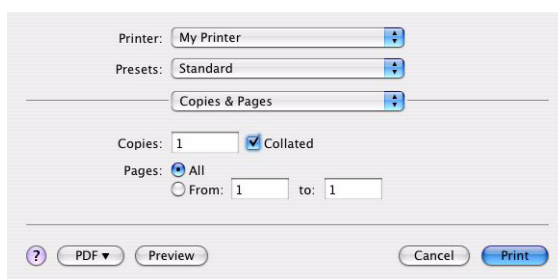 Printer: My Printer
Presets: Standard
Copies & Pages
Copies: 1 Collated
Pages: All
From: 1 to: 1
? PDF Preview Cancel Print